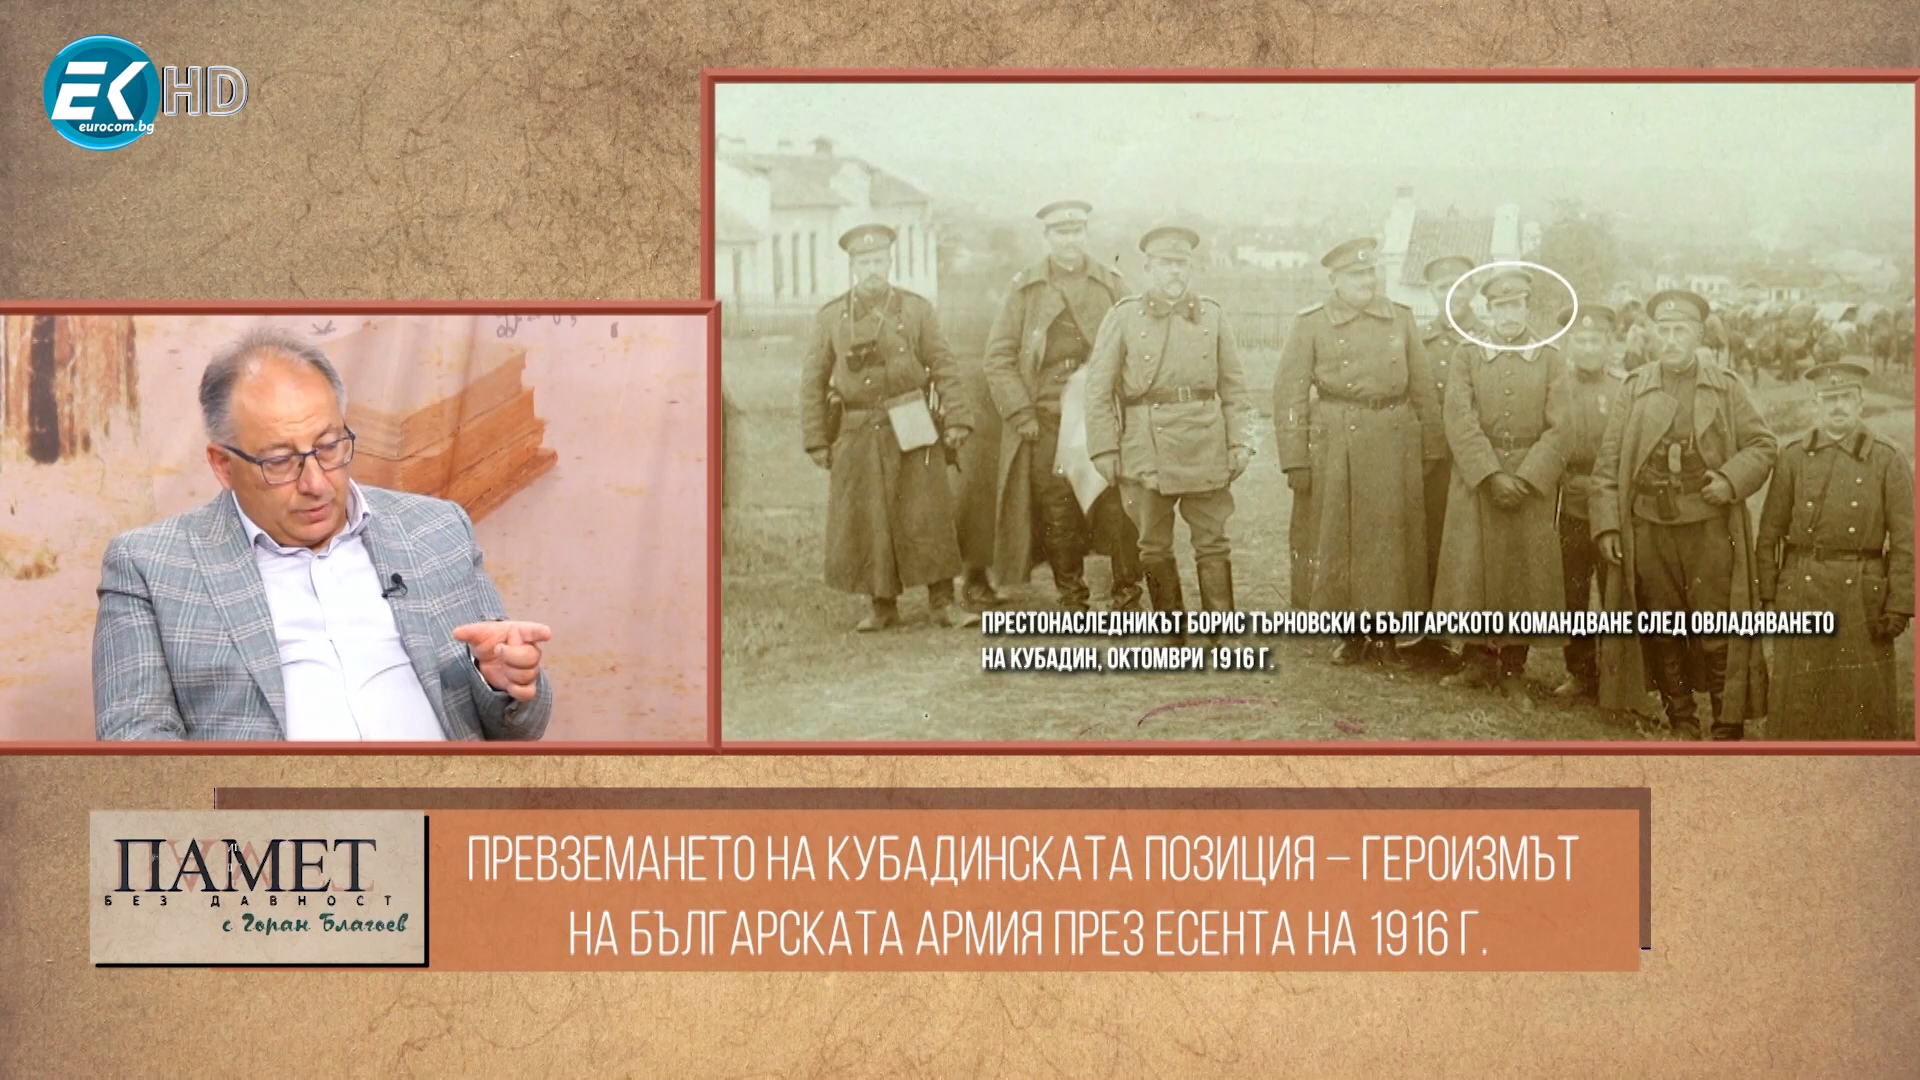 EK HD
eurocom.bg
ПРЕСТОНАСЛЕДНИКЪТ БОРИС ТЪРНОВСКИ С БЪЛГАРСКОТО КОМАНДВАНЕ СЛЕД ОВЛАДЯВАНЕТО
НА КУБАДИН, ОКТОМВРИ 1916 Г.
ПАМЕТ
БЕЗ ДАВНОСТ
с Горан Благоев
ПРЕВЗЕМАНЕТО НА КУБАДИНСКАТА ПОЗИЦИЯ – ГЕРОИЗМЪТ
НА БЪЛГАРСКАТА АРМИЯ ПРЕЗ ЕСЕНТА НА 1916 Г.